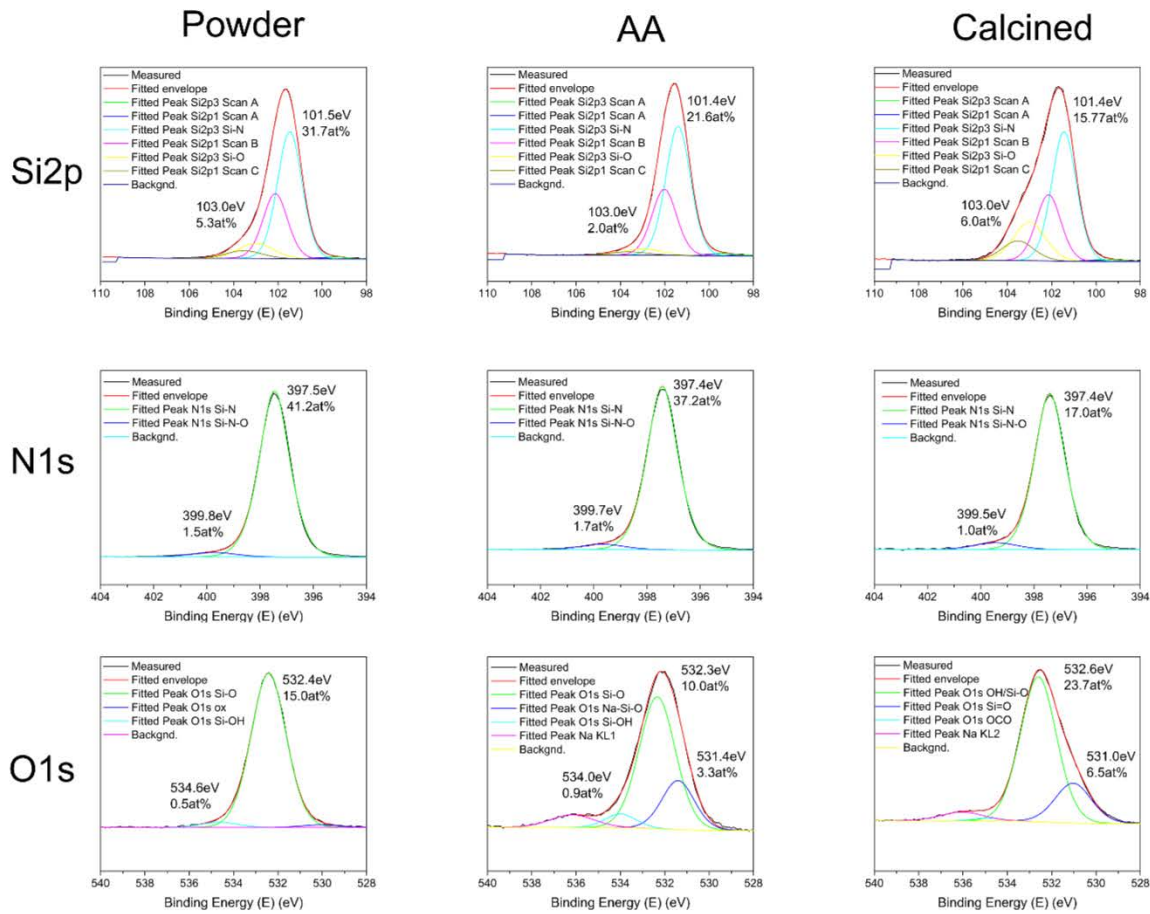 Powder
AA
Calcined
Si2p
Measured
Fitted envelope
Fitted Peak Si2p3 Scan A
Fitted Peak Si2p1 Scan A
Fitted Peak Si2p3 Si-N
Fitted Peak Si2p1 Scan B
Fitted Peak Si2p3 Si-O
Fitted Peak Si2p1 Scan C
Backgnd.
101.5eV
31.7at%
103.0eV
5.3at%
110 108 106 104 102 100 98
Binding Energy (E) (eV)
Measured
Fitted envelope
Fitted Peak Si2p3 Scan A
Fitted Peak Si2p1 Scan A
Fitted Peak Si2p3 Si-N
Fitted Peak Si2p1 Scan B
Fitted Peak Si2p3 Si-O
Fitted Peak Si2p1 Scan C
Backgnd.
101.4eV
21.6at%
103.0eV
2.0at%
110 108 106 104 102 100 98
Binding Energy (E) (eV)
Measured
Fitted envelope
Fitted Peak Si2p3 Scan A
Fitted Peak Si2p1 Scan A
Fitted Peak Si2p3 Si-N
Fitted Peak Si2p1 Scan B
Fitted Peak Si2p3 Si-O
Fitted Peak Si2p1 Scan C
Backgnd.
101.4eV
15.77at%
103.0eV
6.0at%
110 108 106 104 102 100 98
Binding Energy (E) (eV)
N1s
Measured
Fitted envelope
Fitted Peak N1s Si-N
Fitted Peak N1s Si-N-O
Backgnd.
397.5eV
41.2at%
399.8eV
1.5at%
404 402 400 398 396 394
Binding Energy (E) (eV)
Measured
Fitted envelope
Fitted Peak N1s Si-N
Fitted Peak N1s Si-N-O
Backgnd.
397.4eV
37.2at%
399.7eV
1.7at%
404 402 400 398 396 394
Binding Energy (E) (eV)
Measured
Fitted envelope
Fitted Peak N1s Si-N
Fitted Peak N1s Si-N-O
Backgnd.
397.4eV
17.0at%
399.5eV
1.0at%
404 402 400 398 396 394
Binding Energy (E) (eV)
O1s
Measured
Fitted envelope
Fitted Peak O1s Si-O
Fitted Peak O1s ox
Fitted Peak O1s Si-OH
Backgnd.
532.4eV
15.0at%
534.6eV
0.5at%
540 538 536 534 532 530 528
Binding Energy (E) (eV)
Measured
Fitted envelope
Fitted Peak O1s Si-O
Fitted Peak O1s Na-Si-O
Fitted Peak O1s Si-OH
Fitted Peak Na KL1
Backgnd.
532.3eV
10.0at%
531.4eV
3.3at%
534.0eV
0.9at%
540 538 536 534 532 530 528
Binding Energy (E) (eV)
Measured
Fitted envelope
Fitted Peak O1s OH/Si-O
Fitted Peak O1s Si=O
Fitted Peak O1s OCO
Fitted Peak Na KL2
Backgnd.
532.6eV
23.7at%
531.0eV
6.5at%
540 538 536 534 532 530 528
Binding Energy (E) (eV)